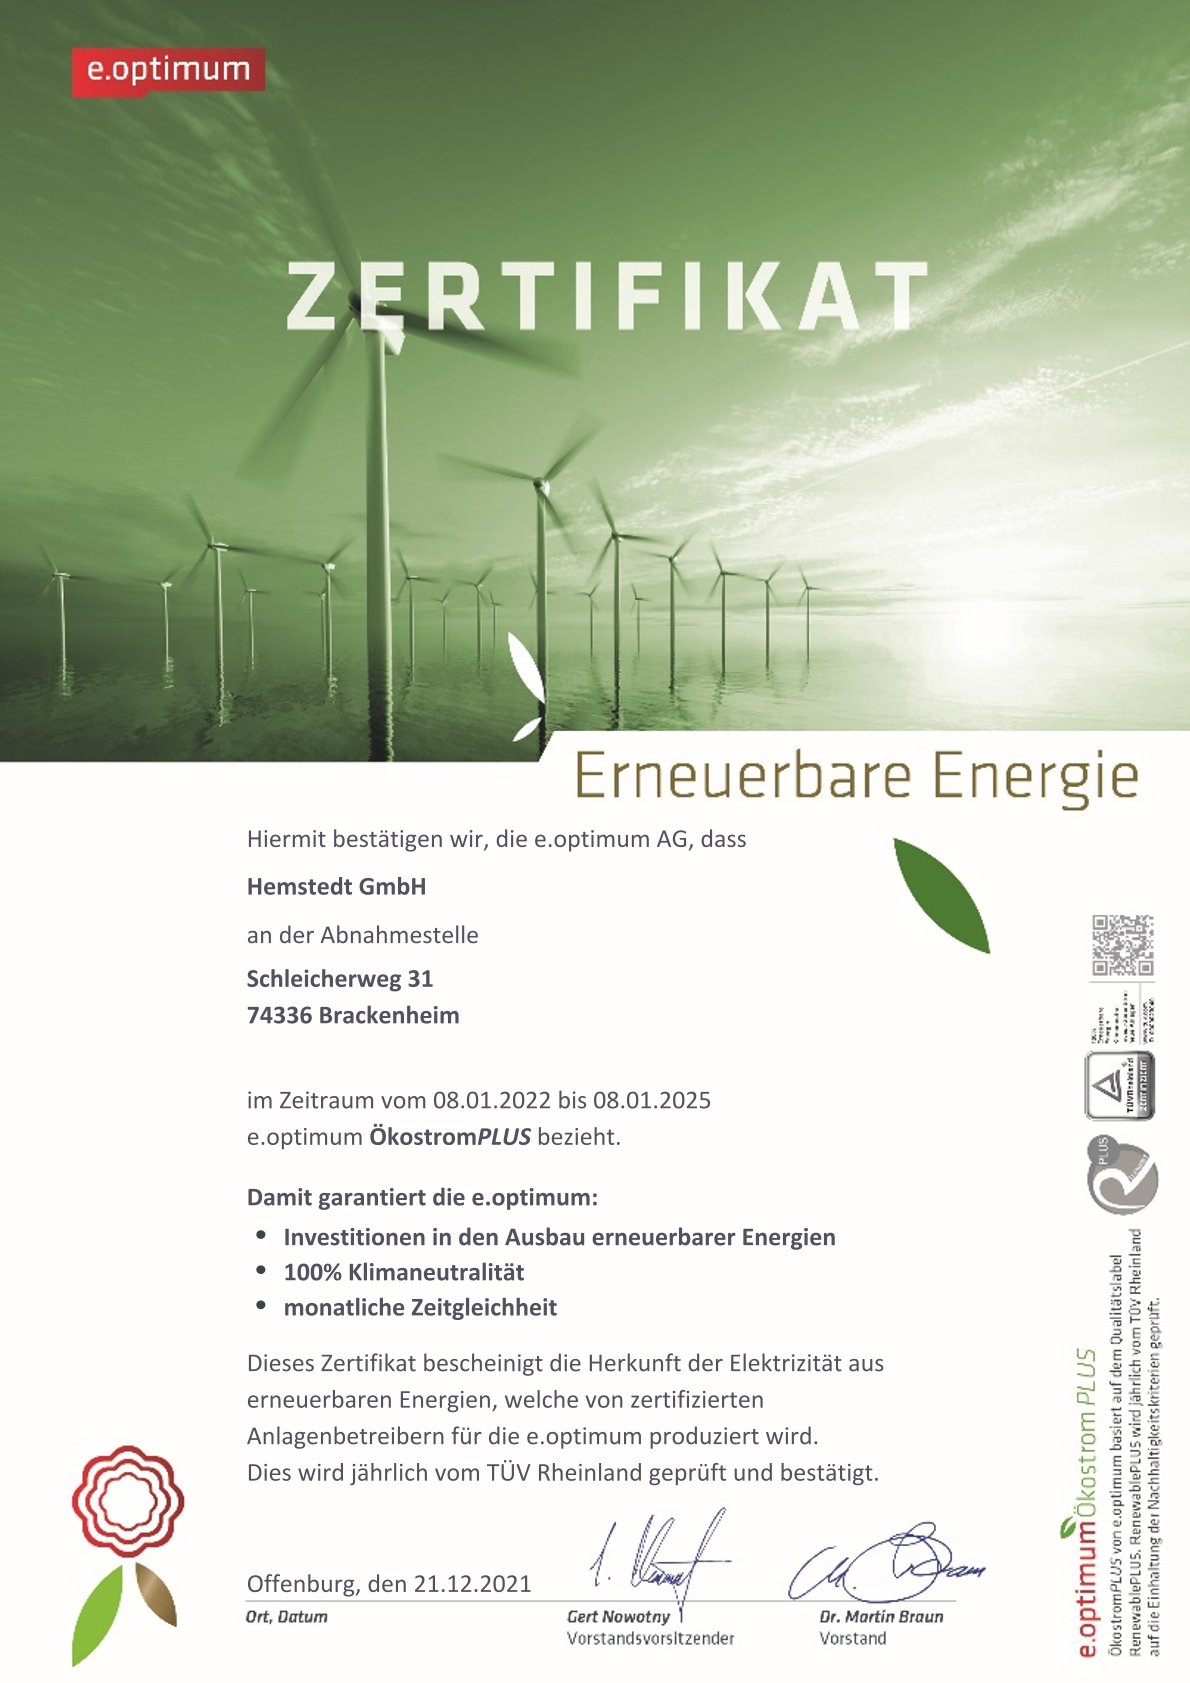 e.optimum
ZERTIFIKAT
Erneuerbare Energie
Hiermit bestätigen wir, die e.optimum AG, dass
Hemstedt GmbH
an der Abnahmestelle
Schleicherweg 31
74336 Brackenheim
im Zeitraum vom 08.01.2022 bis 08.01.2025
e.optimum ÖkostromPLUS bezieht.
Damit garantiert die e.optimum:
• Investitionen in den Ausbau erneuerbarer Energien
• 100% Klimaneutralität
• monatliche Zeitgleichheit
Dieses Zertifikat bescheinigt die Herkunft der Elektrizität aus
erneuerbaren Energien, welche von zertifizierten
Anlagenbetreibern für die e.optimum produziert wird.
Dies wird jährlich vom TÜV Rheinland geprüft und bestätigt.
Offenburg, den 21.12.2021
Ort, Datum
Gert Nowotny
Vorstandsvorsitzender
Dr. Martin Braun
Vorstand
e.optimum Ökostrom PLUS
ÖkostromPLUS von e.optimum basiert auf dem Qualitätslabel
RenewablePLUS. RenewablePLUS wird jährlich vom TÜV Rheinland
auf die Einhaltung der Nachhaltigkeitskriterien geprüft.
PLUS
TÜVRheinland
ZERTIFIZIERT